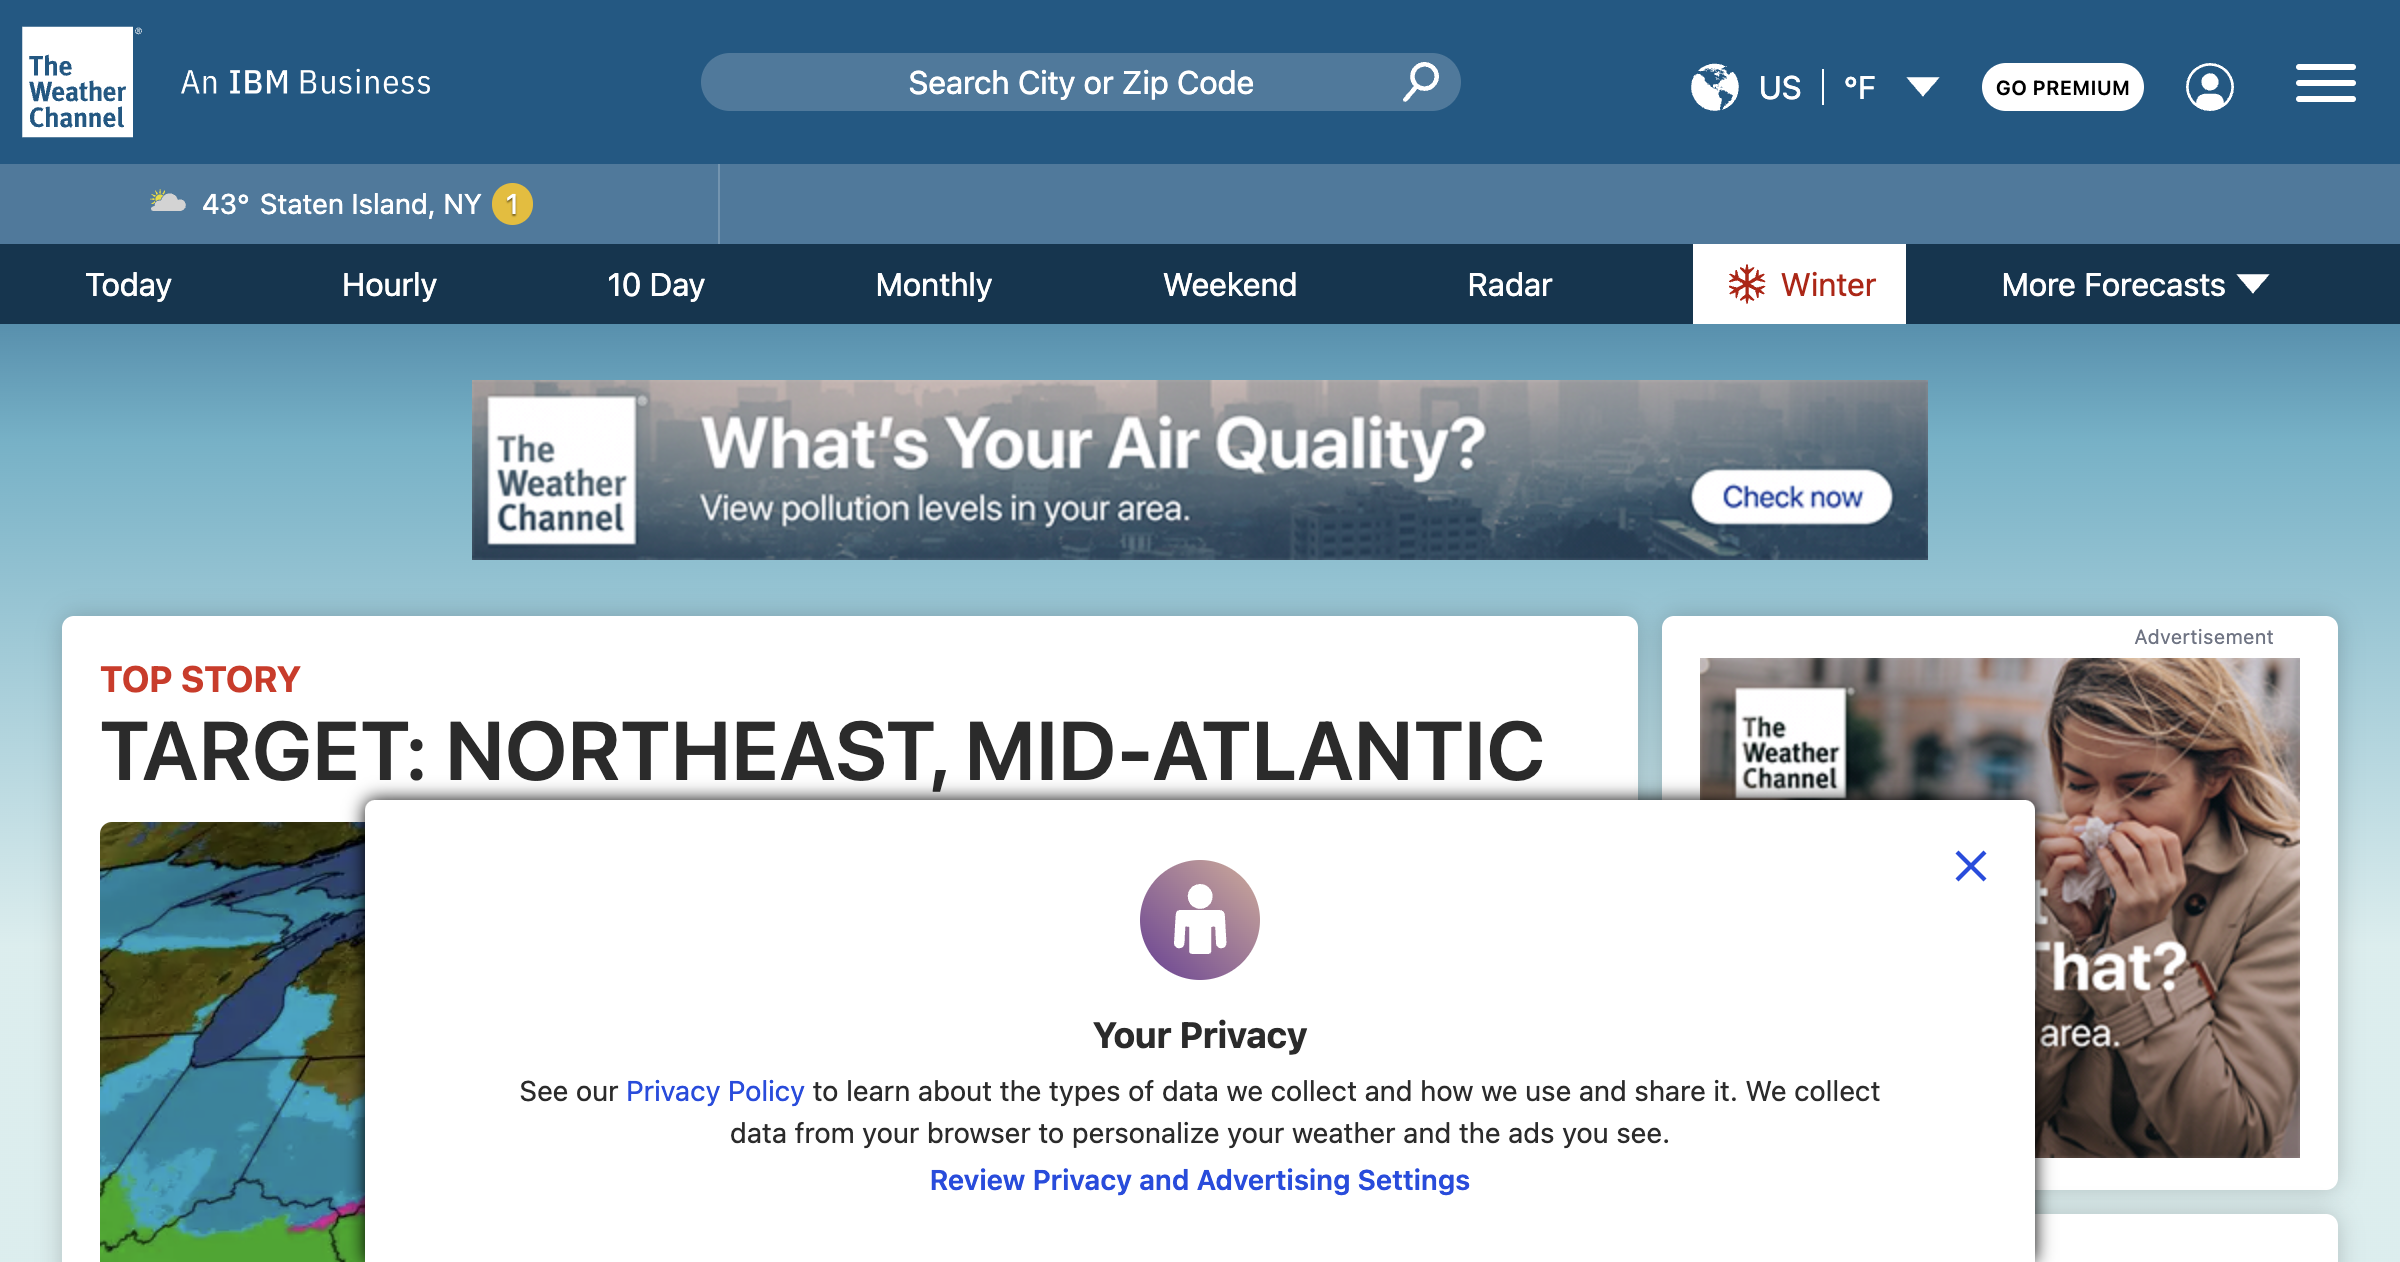 The
Weather
Channel
An IBM Business
Search City or Zip Code
US | °F
GO PREMIUM
43° Staten Island, NY 1
Today
Hourly
10 Day
Monthly
Weekend
Radar
Winter
More Forecasts
The
Weather
Channel
What's Your Air Quality?
View pollution levels in your area.
Check now
TOP STORY
TARGET: NORTHEAST, MID-ATLANTIC
Advertisement
The
Weather
Channel
That?
area.
Your Privacy
See our Privacy Policy to learn about the types of data we collect and how we use and share it. We collect
data from your browser to personalize your weather and the ads you see.
Review Privacy and Advertising Settings